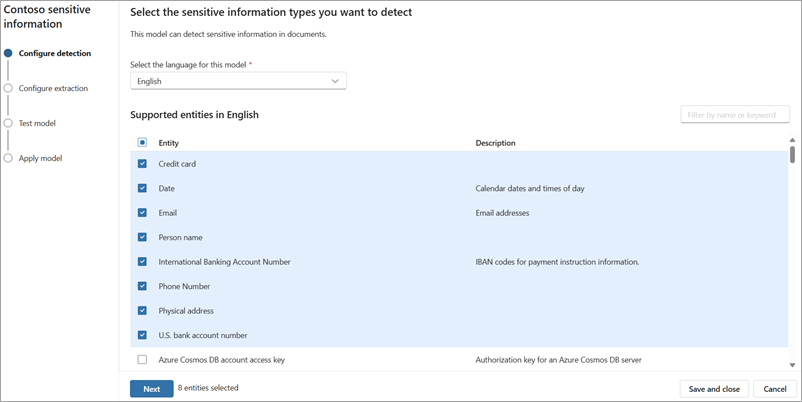 Contoso sensitive
information
Configure detection
Configure extraction
Test model
Apply model
Select the sensitive information types you want to detect
This model can detect sensitive information in documents.
Select the language for this model *
English
Supported entities in English
Filter by name or keyword
Entity Description
Credit card
Date Calendar dates and times of day
Email Email addresses
Person name
International Banking Account Number IBAN codes for payment instruction information.
Phone Number
Physical address
U.S. bank account number
Azure Cosmos DB account access key Authorization key for an Azure Cosmos DB server
Next 8 entities selected Save and close Cancel